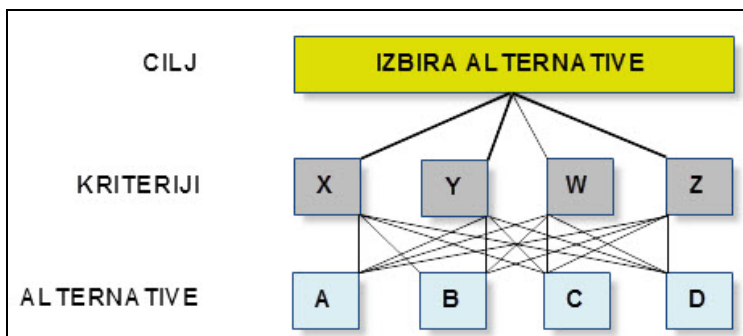 CILJ IZBIRA ALTERNATIVE
KRITERIJI X Y W Z
ALTERNATIVE A B C D